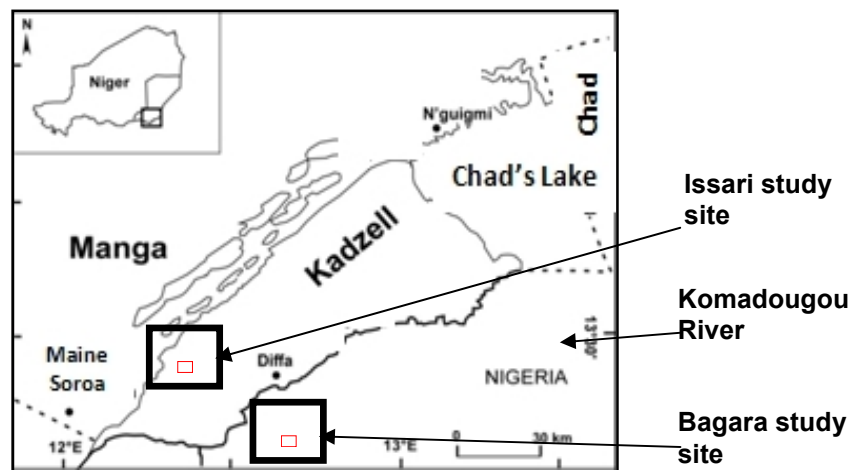 N
Niger
N'guigmi
Chad
Chad's Lake
Issari study
site
Manga
Kadzell
Komadougou
River
13°30'
Maine
Soroa
Diffa
NIGERIA
Bagara study
site
12°E
13°E
0 30 km